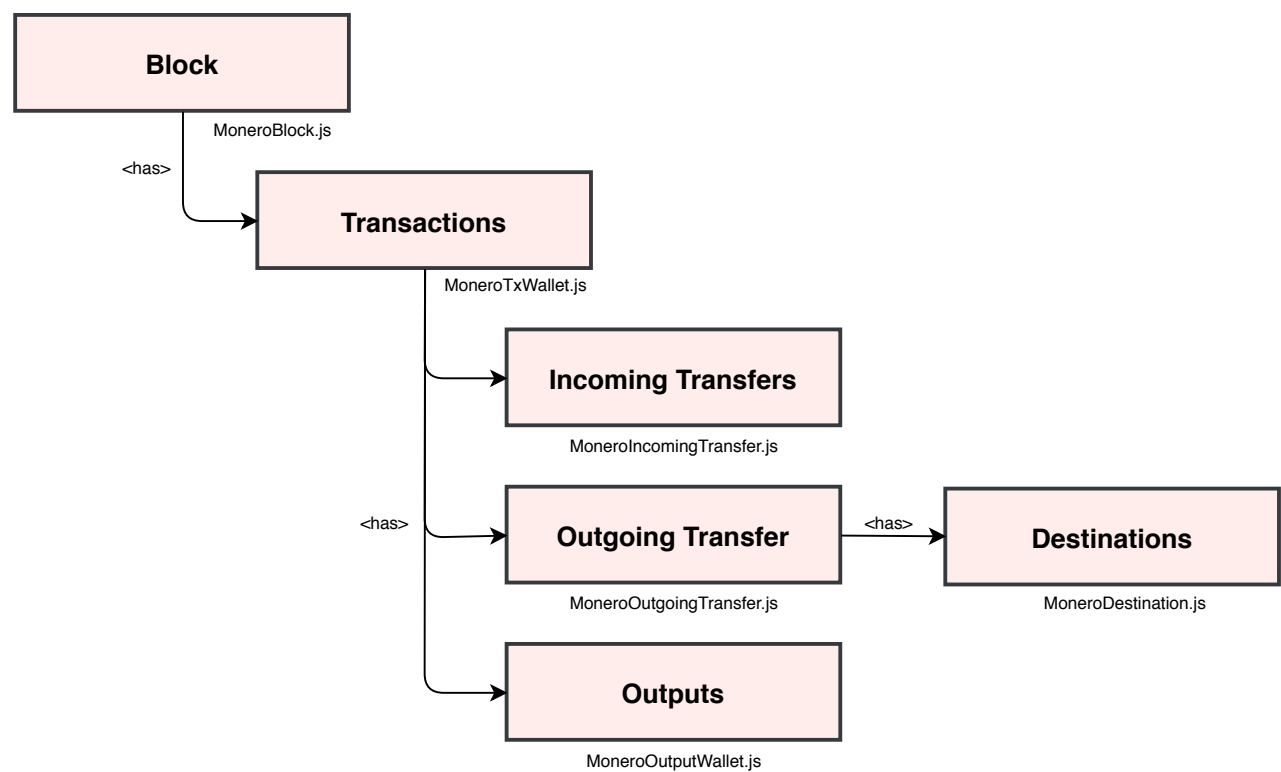 Block
MoneroBlock.js
<has>
Transactions
MoneroTxWallet.js
Incoming Transfers
MoneroIncomingTransfer.js
<has>
Outgoing Transfer
<has>
Destinations
MoneroOutgoingTransfer.js
MoneroDestination.js
Outputs
MoneroOutputWallet.js